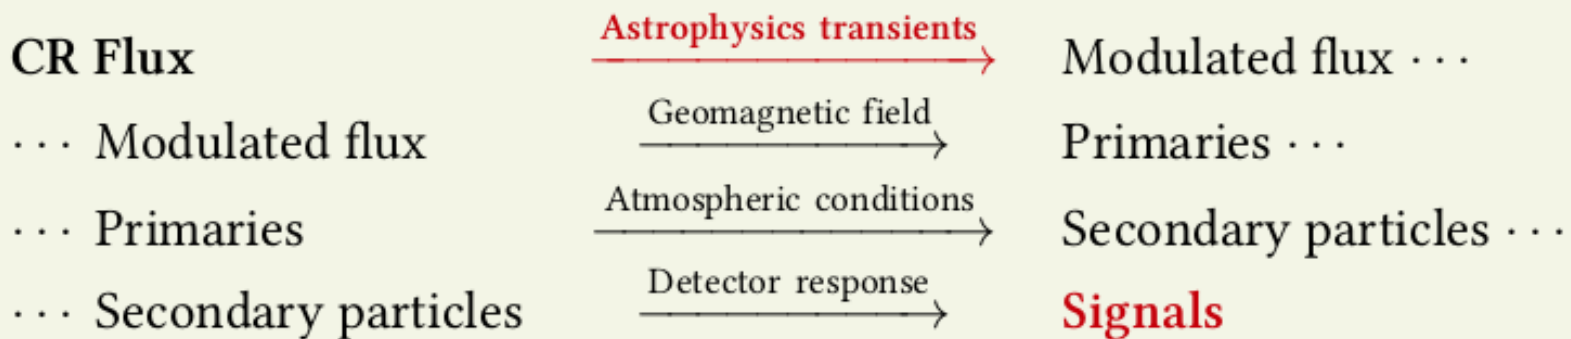 CR Flux Astrophysics transients Modulated flux · · ·
· · · Modulated flux Geomagnetic field Primaries · · ·
· · · Primaries Atmospheric conditions Secondary particles · · ·
· · · Secondary particles Detector response Signals